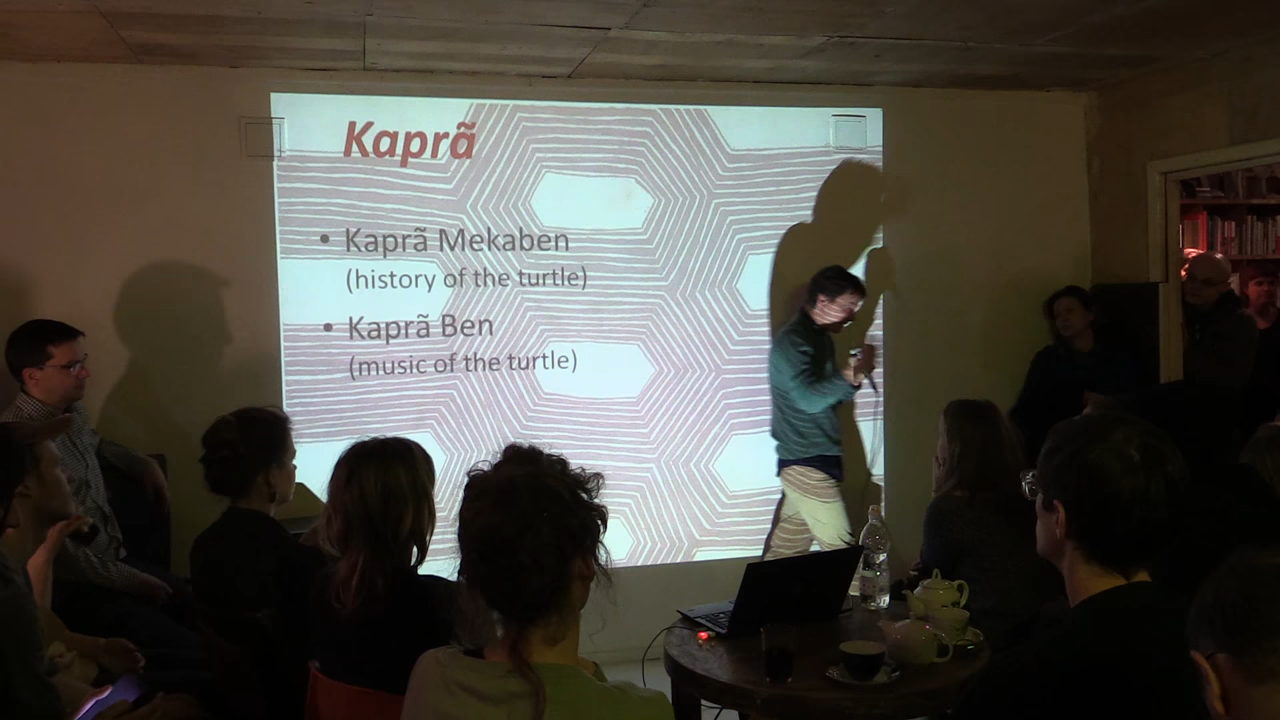 Kaprã
• Kaprã Mekaben
(history of the turtle)
• Kaprã Ben
(music of the turtle)